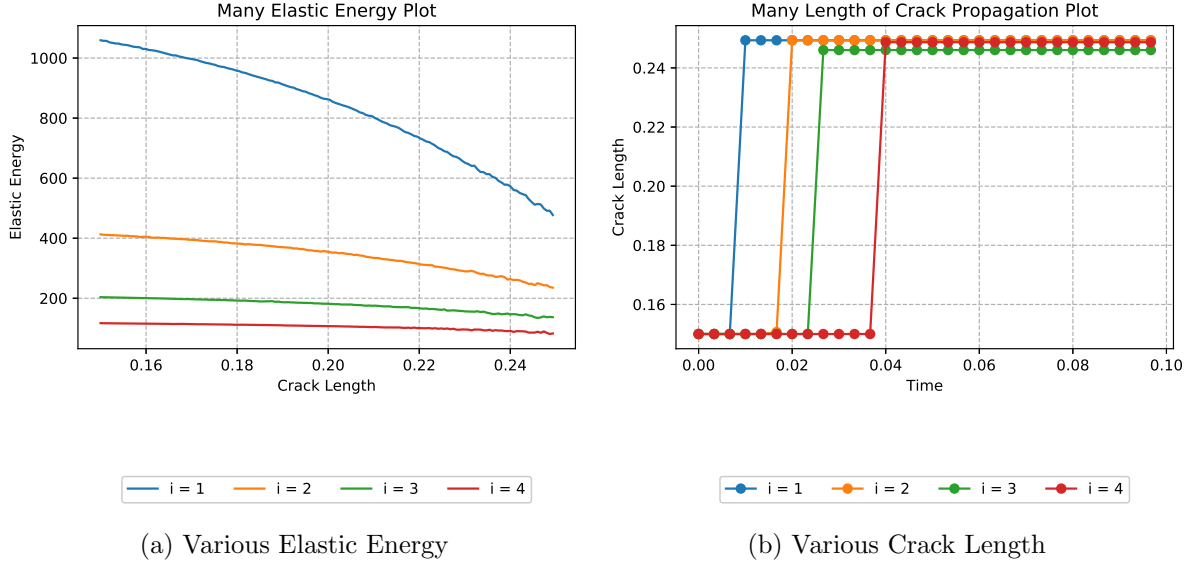 Many Elastic Energy Plot
Elastic Energy
1000
800
600
400
200
0.16 0.18 0.20 0.22 0.24
Crack Length
i = 1 i = 2 i = 3 i = 4
(a) Various Elastic Energy
Many Length of Crack Propagation Plot
Crack Length
0.24
0.22
0.20
0.18
0.16
0.00 0.02 0.04 0.06 0.08 0.10
Time
i = 1 i = 2 i = 3 i = 4
(b) Various Crack Length